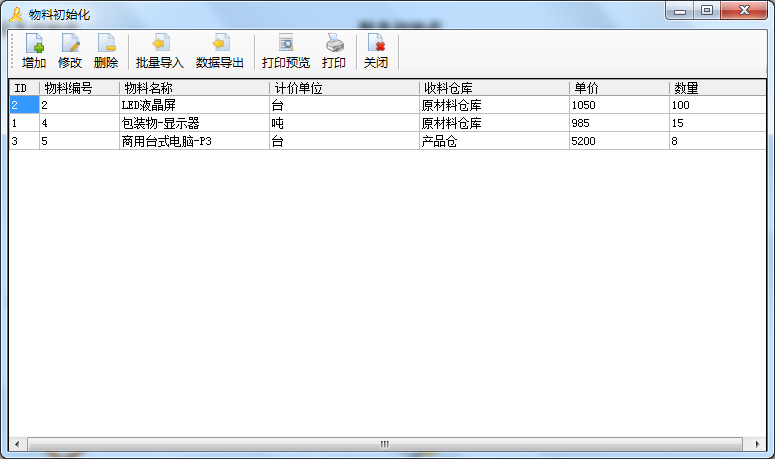 物料初始化
增加 修改 删除 批量导入 数据导出 打印预览 打印 关闭
ID 物料编号 物料名称 计价单位 收料仓库 单价 数量
2 2 LED液晶屏 台 原材料仓库 1050 100
1 4 包装物-显示器 吨 原材料仓库 985 15
3 5 商用台式电脑-P3 台 产品仓 5200 8